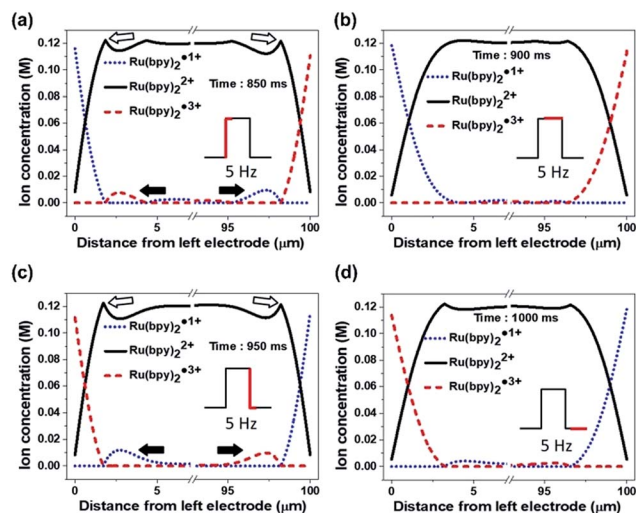 (a)
Ion concentration (M)
0.12
0.10
0.08
0.06
0.04
0.02
0.00
Ru(bpy)₂•1+
Ru(bpy)₂2+
Ru(bpy)₂•3+
Time : 850 ms
5 Hz
0 5 95 100
Distance from left electrode (μm)
(b)
Ion concentration (M)
0.12
0.10
0.08
0.06
0.04
0.02
0.00
Time : 900 ms
Ru(bpy)₂•1+
Ru(bpy)₂2+
Ru(bpy)₂•3+
5 Hz
0 5 95 100
Distance from left electrode (μm)
(c)
Ion concentration (M)
0.12
0.10
0.08
0.06
0.04
0.02
0.00
Ru(bpy)₂•1+
Ru(bpy)₂2+
Ru(bpy)₂•3+
Time : 950 ms
5 Hz
0 5 95 100
Distance from left electrode (μm)
(d)
Ion concentration (M)
0.12
0.10
0.08
0.06
0.04
0.02
0.00
Time : 1000 ms
Ru(bpy)₂•1+
Ru(bpy)₂2+
Ru(bpy)₂•3+
5 Hz
0 5 95 100
Distance from left electrode (μm)